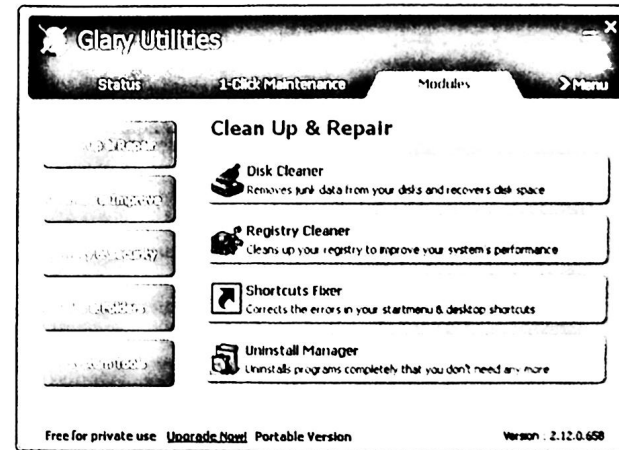 Glary Utilities
Status 1-Click Maintenance Modules >Menu
Clean Up & Repair
Disk Cleaner
Removes junk data from your disks and recovers disk space
Registry Cleaner
Cleans up your registry to improve your system's performance
Shortcuts Fixer
Corrects the errors in your startmenu & desktop shortcuts
Uninstall Manager
Uninstalls programs completely that you don't need any more
Free for private use Upgrade Now! Portable Version Version : 2.12.0.658